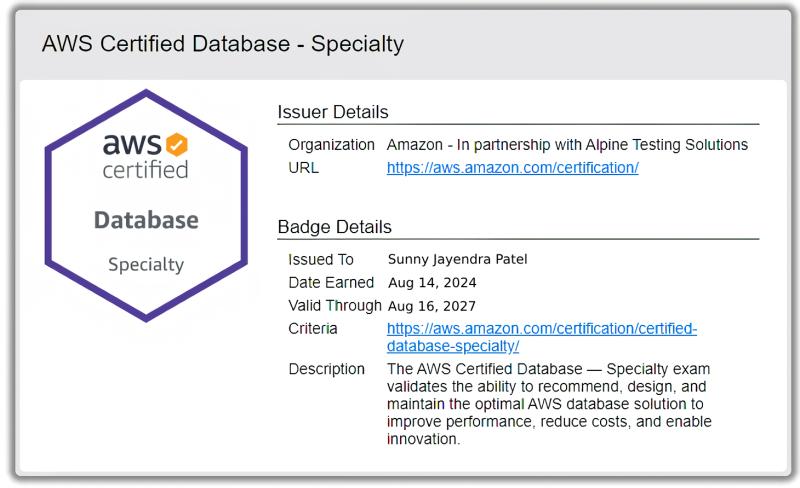 AWS Certified Database - Specialty
aws
certified
Database
Specialty
Issuer Details
Organization Amazon - In partnership with Alpine Testing Solutions
URL https://aws.amazon.com/certification/
Badge Details
Issued To Sunny Jayendra Patel
Date Earned Aug 14, 2024
Valid Through Aug 16, 2027
Criteria https://aws.amazon.com/certification/certified-
database-specialty/
Description The AWS Certified Database — Specialty exam
validates the ability to recommend, design, and
maintain the optimal AWS database solution to
improve performance, reduce costs, and enable
innovation.